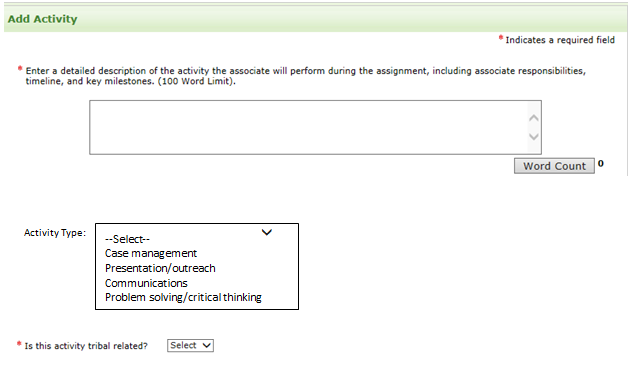 Add Activity
* Indicates a required field
* Enter a detailed description of the activity the associate will perform during the assignment, including associate responsibilities,
timeline, and key milestones. (100 Word Limit).
Word Count 0
Activity Type:
--Select--
Case management
Presentation/outreach
Communications
Problem solving/critical thinking
* Is this activity tribal related? Select